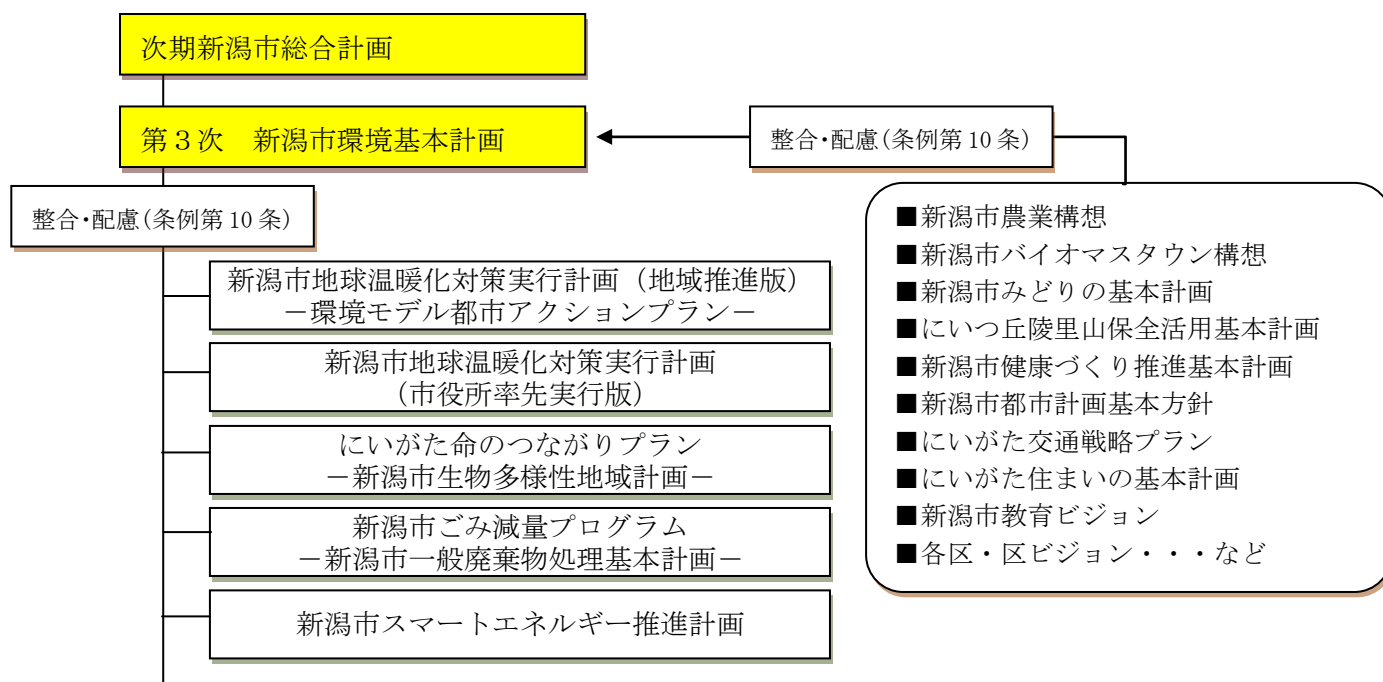 次期新潟市総合計画
第３次　新潟市環境基本計画
整合・配慮（条例第 10 条）
整合・配慮（条例第 10 条）
新潟市地球温暖化対策実行計画（地域推進版）
－環境モデル都市アクションプラン－
新潟市地球温暖化対策実行計画
（市役所率先実行版）
にいがた命のつながりプラン
－新潟市生物多様性地域計画－
新潟市ごみ減量プログラム
－新潟市一般廃棄物処理基本計画－
新潟市スマートエネルギー推進計画
■新潟市農業構想
■新潟市バイオマスタウン構想
■新潟市みどりの基本計画
■にいつ丘陵里山保全活用基本計画
■新潟市健康づくり推進基本計画
■新潟市都市計画基本方針
■にいがた交通戦略プラン
■にいがた住まいの基本計画
■新潟市教育ビジョン
■各区・区ビジョン・・・など